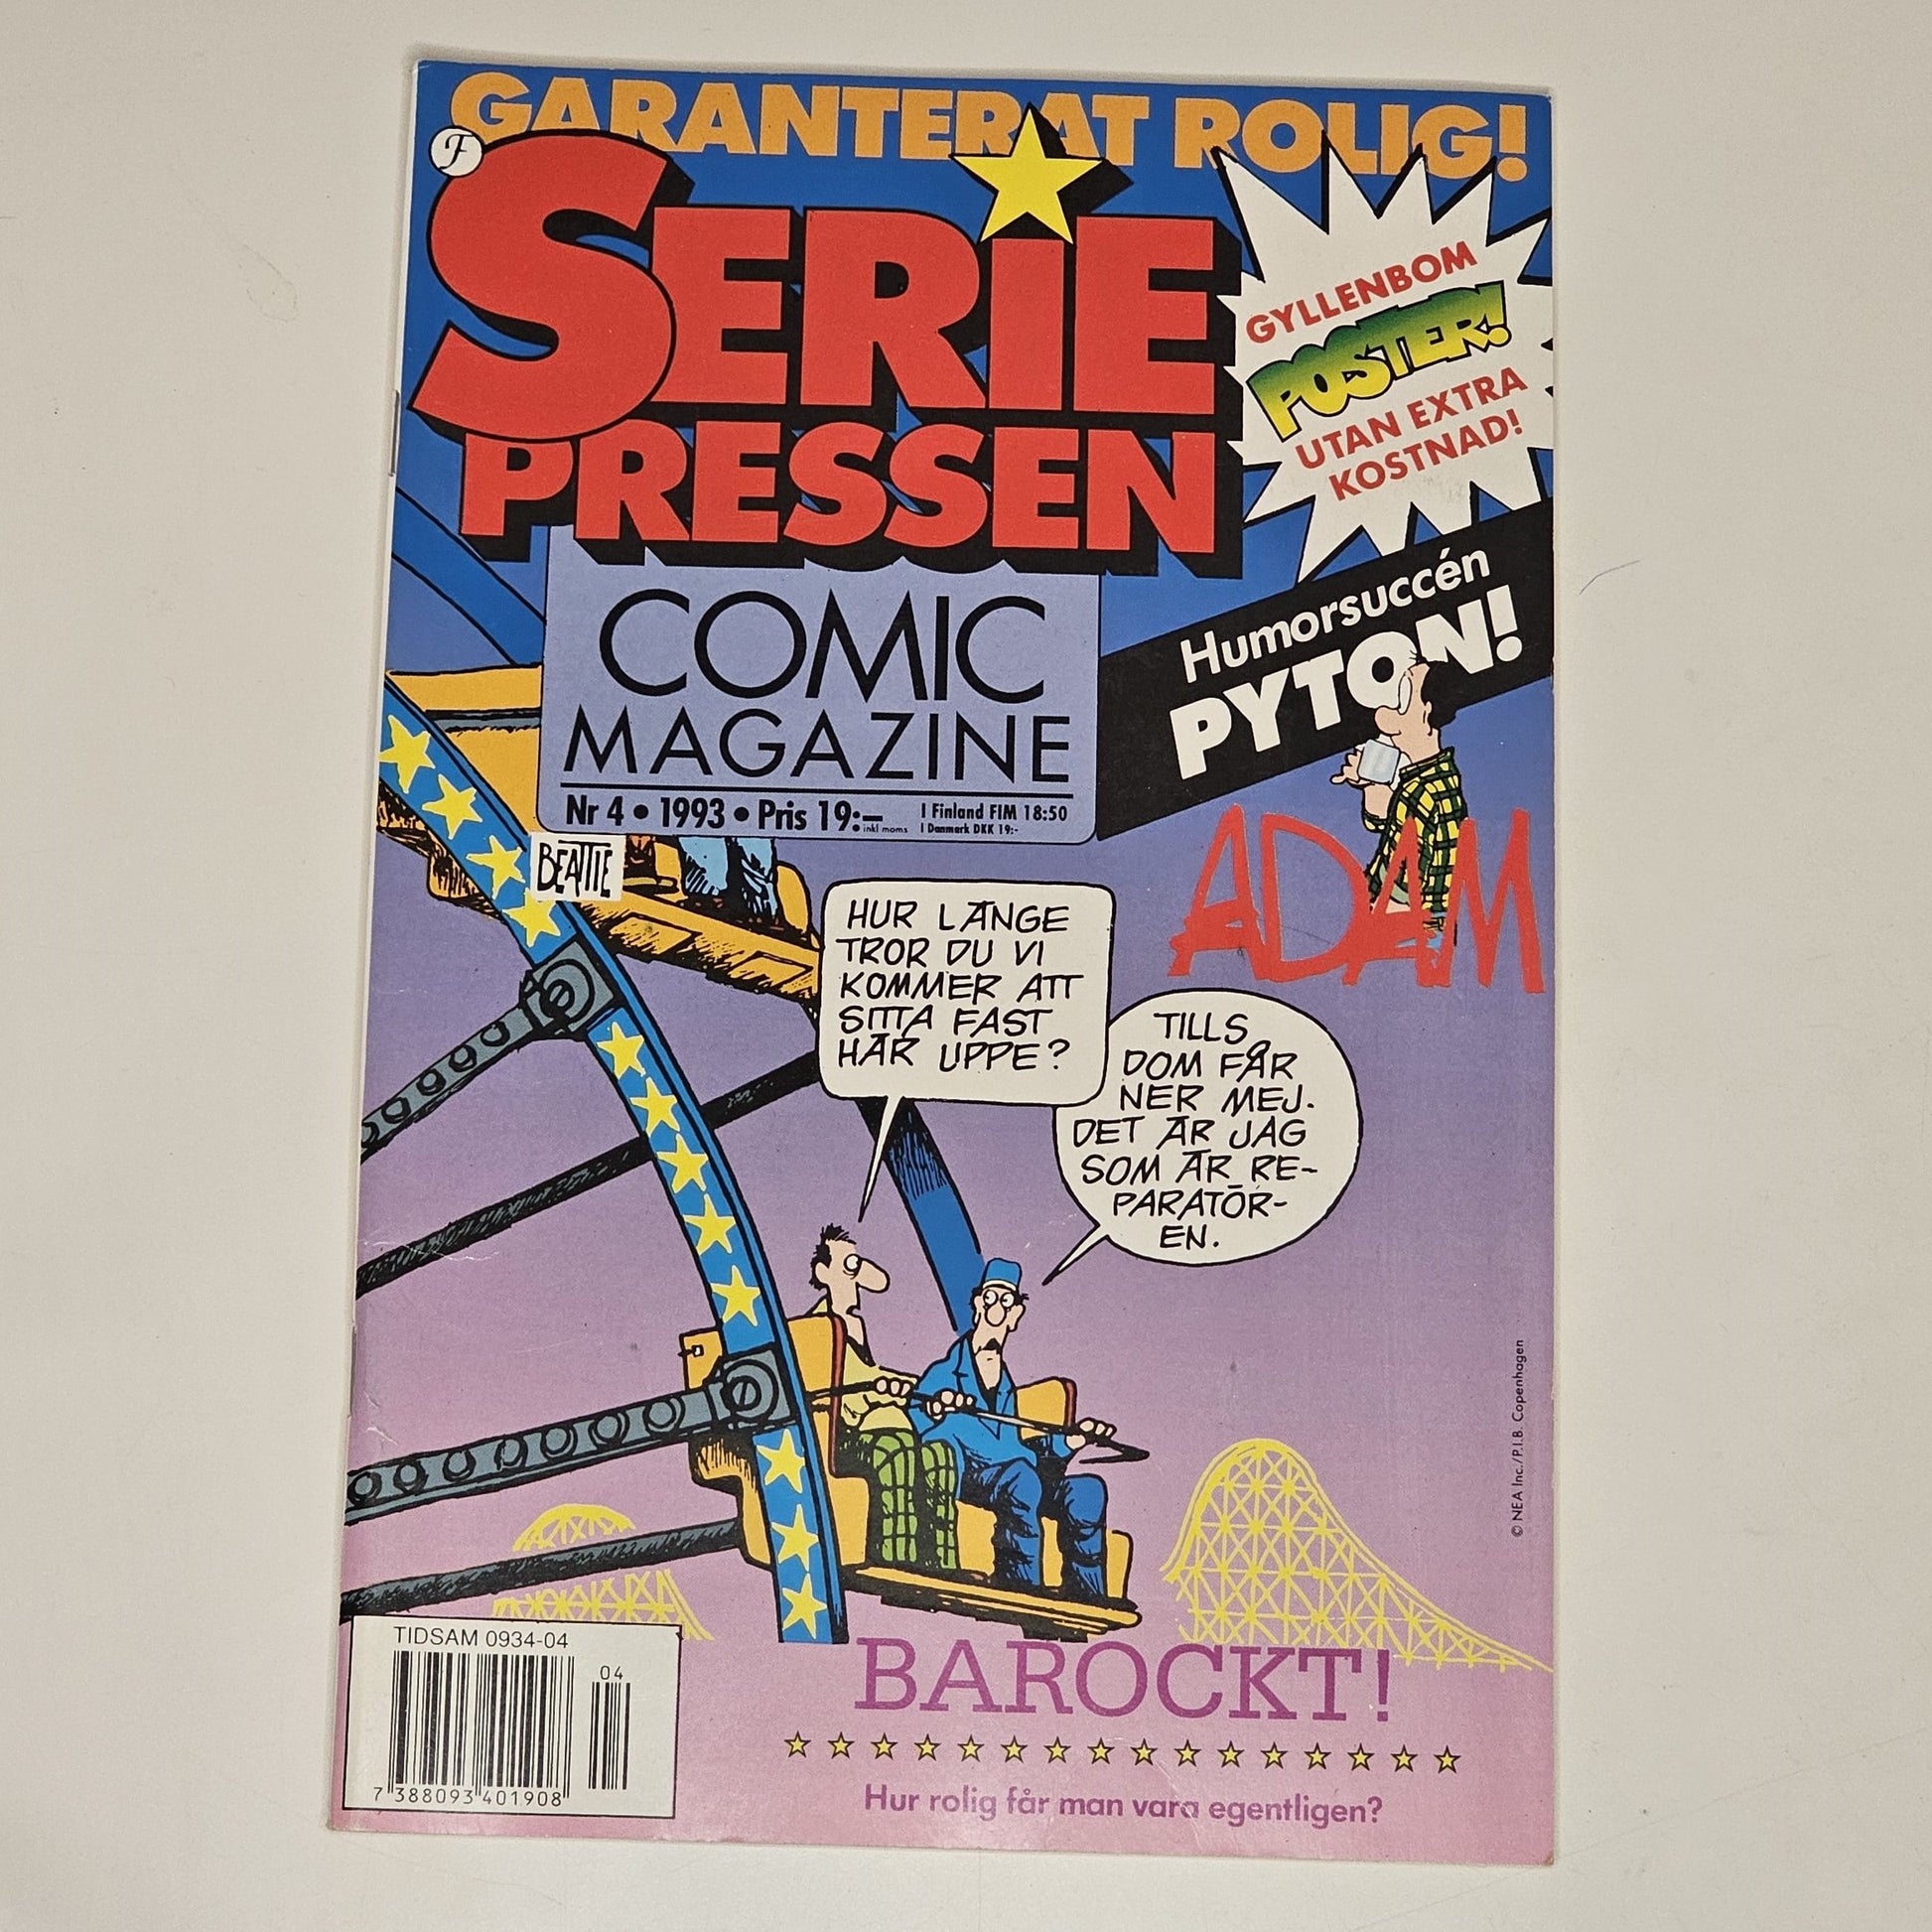 GARANTERAT ROLIG!
F
SERIE
PRESSEN
GYLLENBOM
POSTER!
UTAN EXTRA
KOSTNAD!
COMIC
MAGAZINE
Nr 4 • 1993 • Pris 19:– inkl moms
I Finland FIM 18:50
I Danmark DKK 19:-
Humorsuccén
PYTON!
ADAM
BEATTIE
HUR LÄNGE
TROR DU VI
KOMMER ATT
SITTA FAST
HÄR UPPE?
TILLS
DOM FÅR
NER MEJ.
DET ÄR JAG
SOM ÄR RE-
PARATÖR-
EN.
© NEA Inc./P.I.B. Copenhagen
BAROCKT!
Hur rolig får man vara egentligen?
TIDSAM 0934-04
04
7 388093 401908